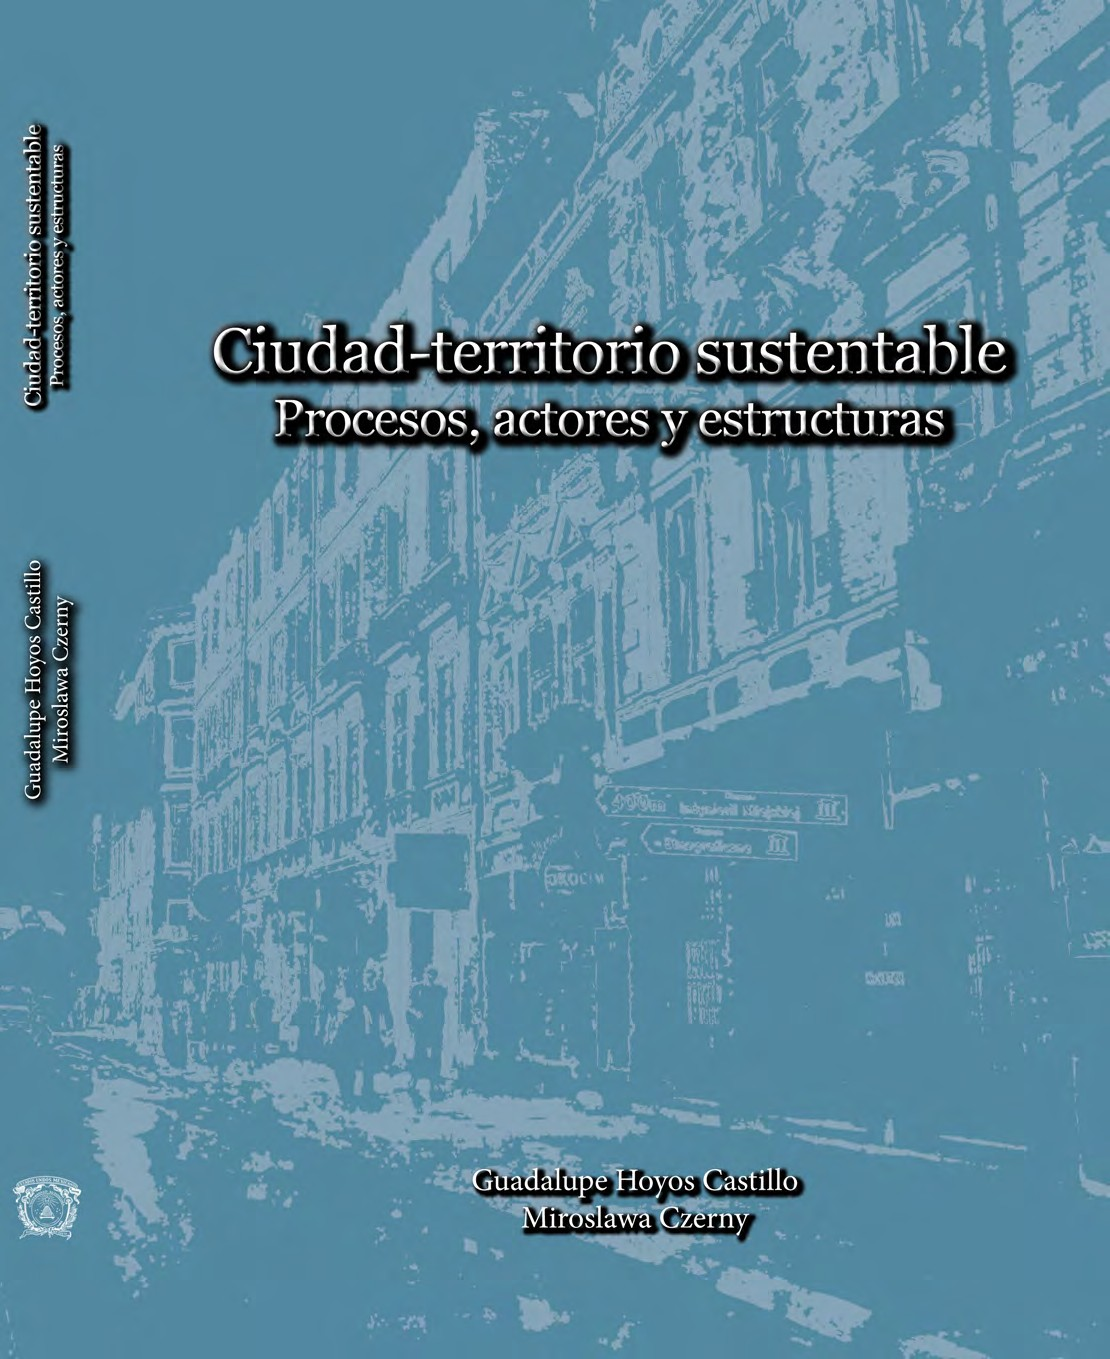 Ciudad-territorio sustentable
Procesos, actores y estructuras
Guadalupe Hoyos Castillo
Miroslawa Czerny
Ciudad-territorio sustentable
Procesos, actores y estructuras
OKOCIM
Guadalupe Hoyos Castillo
Miroslawa Czerny